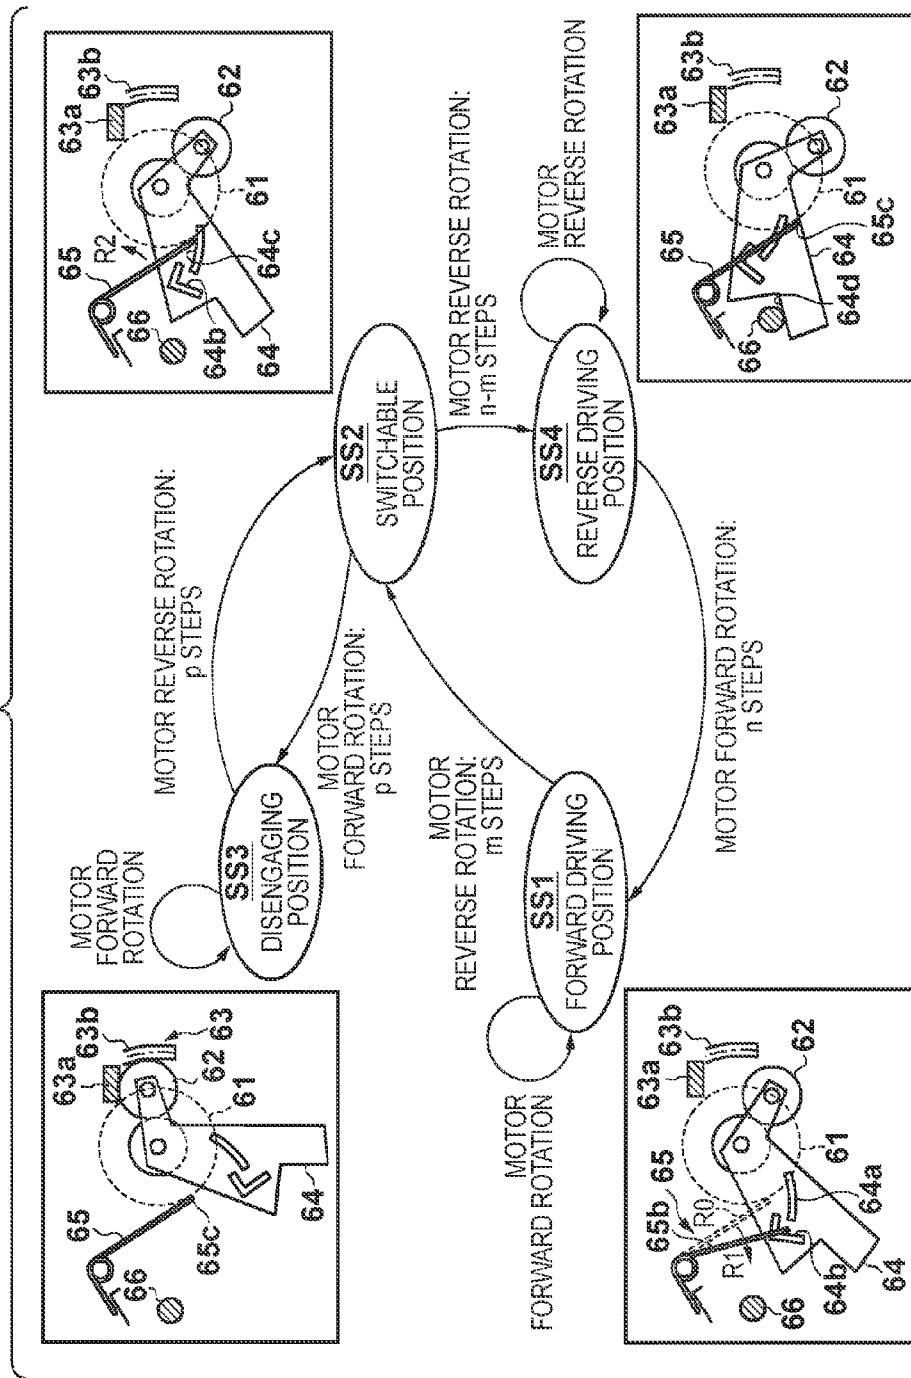 65
66
65c
64
63a
63b
63
62
61
MOTOR
FORWARD
ROTATION
SS3
DISENGAGING
POSITION
MOTOR REVERSE ROTATION:
p STEPS
MOTOR
FORWARD ROTATION:
p STEPS
SS2
SWITCHABLE
POSITION
65
R2
66
64b
64
64c
61
62
63a
63b
MOTOR
REVERSE ROTATION:
m STEPS
MOTOR REVERSE ROTATION:
n-m STEPS
MOTOR
FORWARD ROTATION
SS1
FORWARD DRIVING
POSITION
SS4
REVERSE DRIVING
POSITION
MOTOR
REVERSE ROTATION
MOTOR FORWARD ROTATION:
n STEPS
65b
65
R1
R0
66
64b
64
64a
61
62
63a
63b
65
66
64d
64
65c
61
62
63a
63b